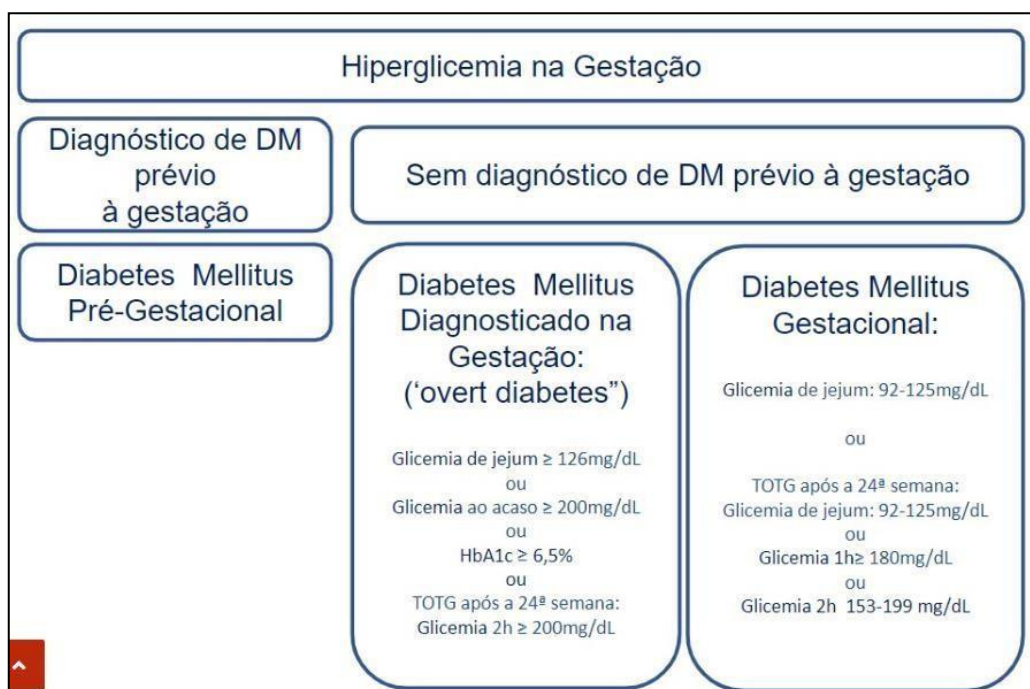 Hiperglicemia na Gestação
Diagnóstico de DM
prévio
à gestação
Sem diagnóstico de DM prévio à gestação
Diabetes Mellitus
Pré-Gestacional
Diabetes Mellitus
Diagnosticado na
Gestação:
(‘overt diabetes”)
Glicemia de jejum ≥ 126mg/dL
ou
Glicemia ao acaso ≥ 200mg/dL
ou
HbA1c ≥ 6,5%
ou
TOTG após a 24ª semana:
Glicemia 2h ≥ 200mg/dL
Diabetes Mellitus
Gestacional:
Glicemia de jejum: 92-125mg/dL
ou
TOTG após a 24ª semana:
Glicemia de jejum: 92-125mg/dL
ou
Glicemia 1h≥ 180mg/dL
ou
Glicemia 2h 153-199 mg/dL